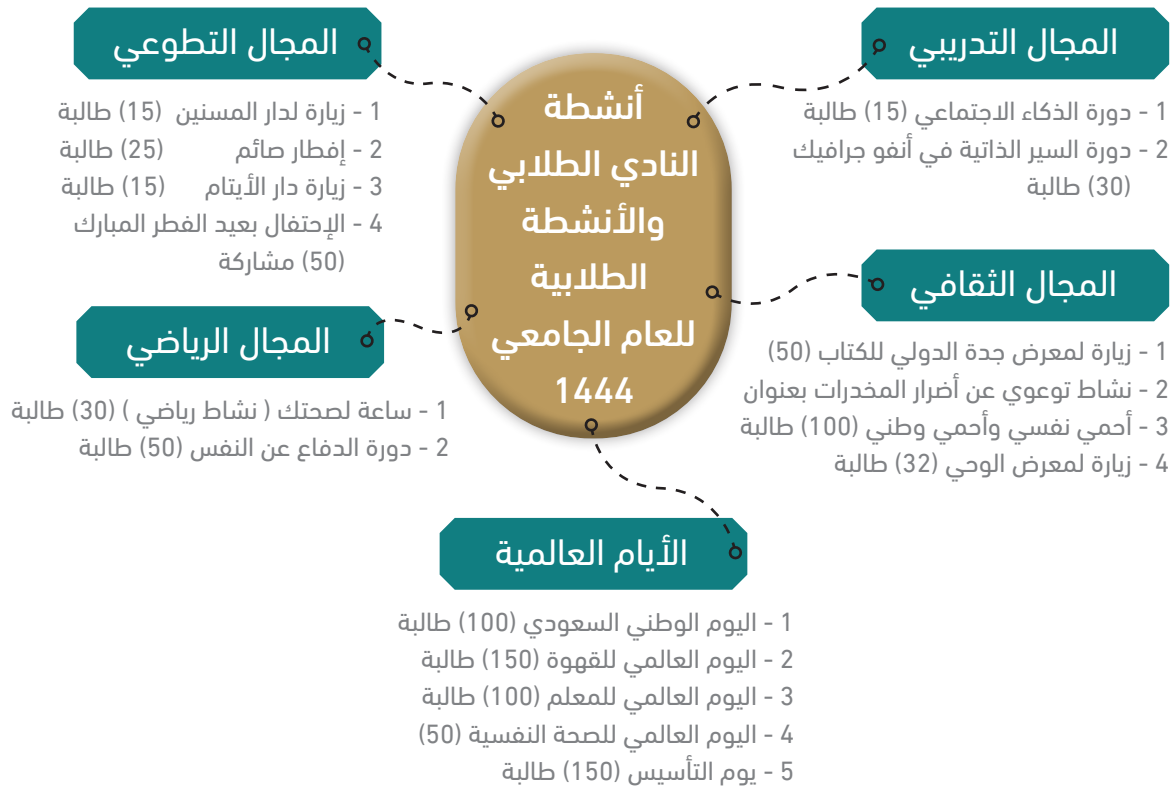 أنشطة
النادي الطلابي
والأنشطة
الطلابية
للعام الجامعي
1444
المجال التدريبي
1 - دورة الذكاء الاجتماعي (15) طالبة
2 - دورة السير الذاتية في أنفو جرافيك
(30) طالبة
المجال الثقافي
1 - زيارة لمعرض جدة الدولي للكتاب (50)
2 - نشاط توعوي عن أضرار المخدرات بعنوان
3 - أحمي نفسي وأحمي وطني (100) طالبة
4 - زيارة لمعرض الوحي (32) طالبة
المجال التطوعي
1 - زيارة لدار المسنين (15) طالبة
2 - إفطار صائم (25) طالبة
3 - زيارة دار الأيتام (15) طالبة
4 - الإحتفال بعيد الفطر المبارك
(50) مشاركة
المجال الرياضي
1 - ساعة لصحتك ( نشاط رياضي ) (30) طالبة
2 - دورة الدفاع عن النفس (50) طالبة
الأيام العالمية
1 - اليوم الوطني السعودي (100) طالبة
2 - اليوم العالمي للقهوة (150) طالبة
3 - اليوم العالمي للمعلم (100) طالبة
4 - اليوم العالمي للصحة النفسية (50)
5 - يوم التأسيس (150) طالبة